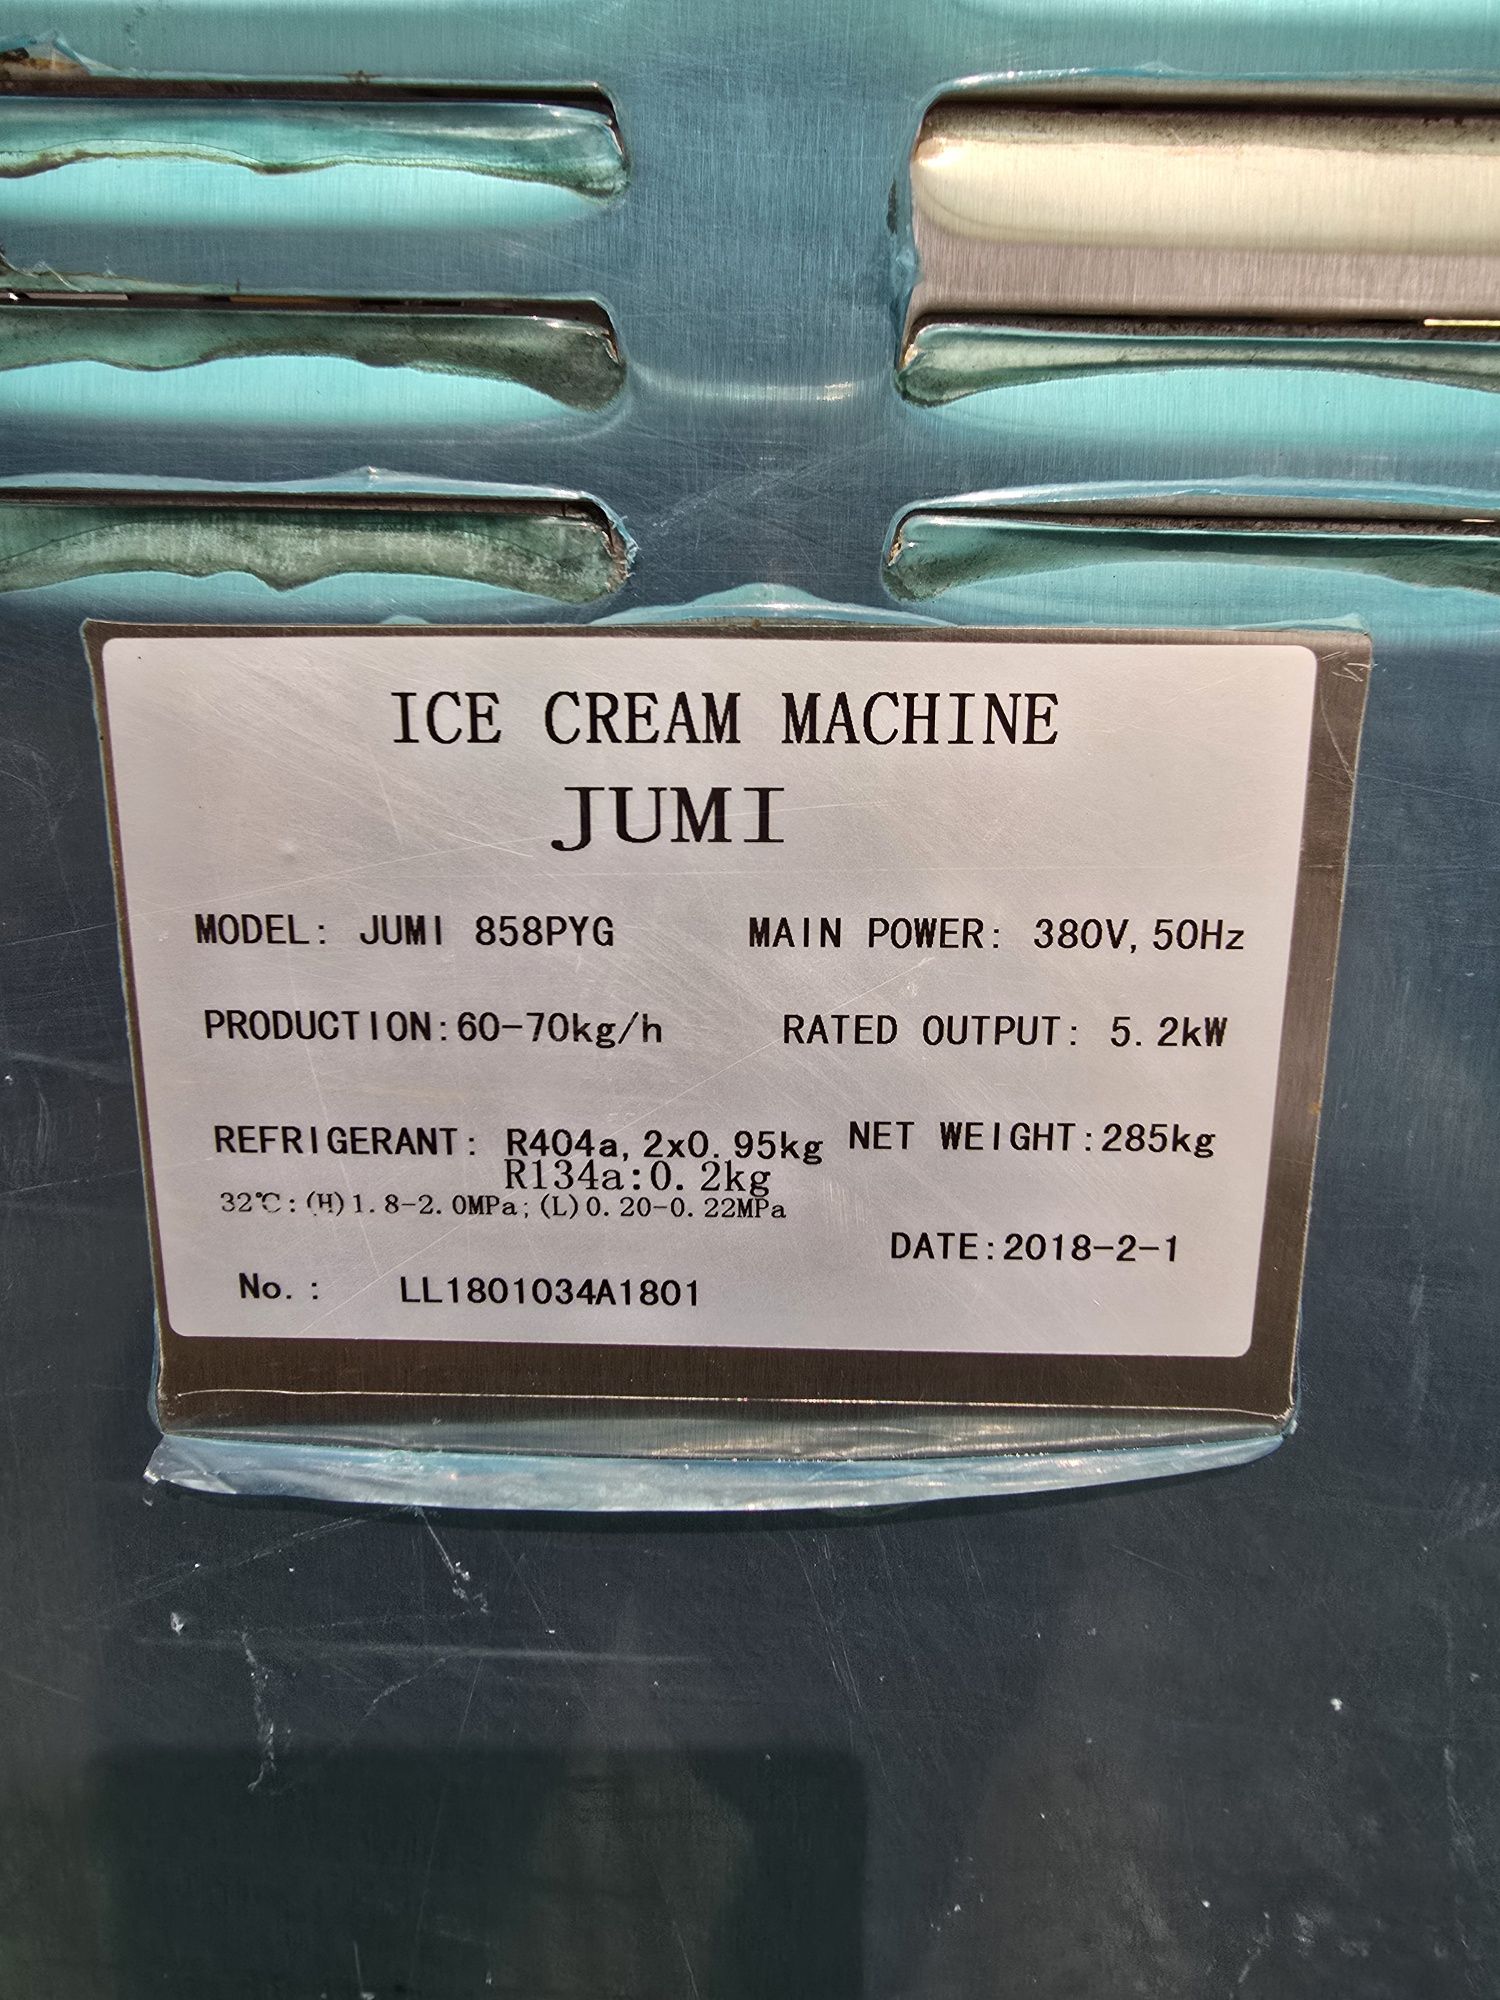 ICE CREAM MACHINE
JUMI
MODEL: JUMI 858PYG MAIN POWER: 380V, 50Hz
PRODUCTION:60-70kg/h RATED OUTPUT: 5.2kW
REFRIGERANT: R404a, 2x0.95kg NET WEIGHT:285kg
R134a:0.2kg
32℃:(H)1.8-2.0MPa;(L)0.20-0.22MPa
DATE:2018-2-1
No.: LL1801034A1801